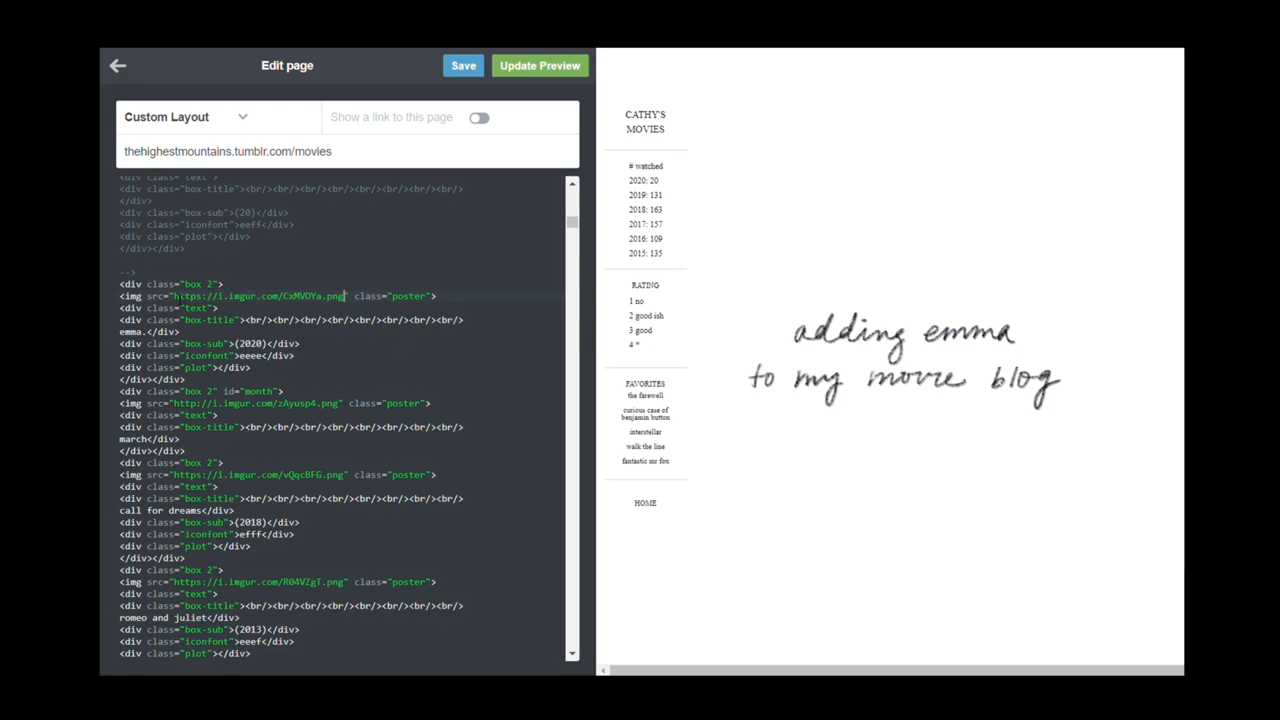 Edit page
Save
Update Preview
Custom Layout
Show a link to this page
thehighestmountains.tumblr.com/movies
<div class="text">
<div class="box-title"><br/><br/><br/><br/><br/><br/><br/>
</div>
<div class="box-sub">(20)</div>
<div class="iconfont">eeff</div>
<div class="plot"></div>
</div></div>
-->
<div class="box 2">
<img src="https://i.imgur.com/CxMVOYa.png" class="poster">
<div class="text">
<div class="box-title"><br/><br/><br/><br/><br/><br/><br/>
emma.</div>
<div class="box-sub">(2020)</div>
<div class="iconfont">eeee</div>
<div class="plot"></div>
</div></div>
<div class="box 2" id="month">
<img src="http://i.imgur.com/zAyusp4.png" class="poster">
<div class="text">
<div class="box-title"><br/><br/><br/><br/><br/><br/><br/>
march</div>
</div></div>
<div class="box 2">
<img src="https://i.imgur.com/vQqcBFG.png" class="poster">
<div class="text">
<div class="box-title"><br/><br/><br/><br/><br/><br/><br/>
call for dreams</div>
<div class="box-sub">(2018)</div>
<div class="iconfont">efff</div>
<div class="plot"></div>
</div></div>
<div class="box 2">
<img src="https://i.imgur.com/R04VZgT.png" class="poster">
<div class="text">
<div class="box-title"><br/><br/><br/><br/><br/><br/><br/>
romeo and juliet</div>
<div class="box-sub">(2013)</div>
<div class="iconfont">eeef</div>
<div class="plot"></div>
CATHY'S
MOVIES
# watched
2020: 20
2019: 131
2018: 163
2017: 157
2016: 109
2015: 135
RATING
1 no
2 good ish
3 good
4 *
FAVORITES
the farewell
curious case of
benjamin button
interstellar
walk the line
fantastic mr fox
HOME
adding emma
to my movie blog